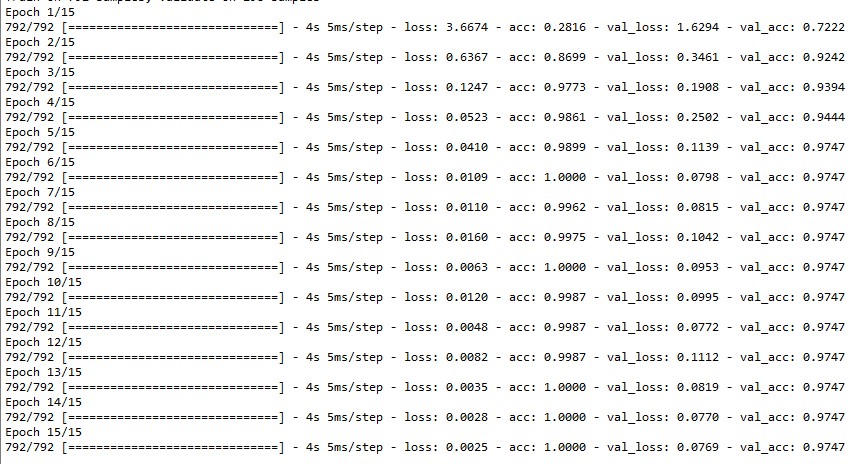 Epoch 1/15
792/792 [==============================] - 4s 5ms/step - loss: 3.6674 - acc: 0.2816 - val_loss: 1.6294 - val_acc: 0.7222
Epoch 2/15
792/792 [==============================] - 4s 5ms/step - loss: 0.6367 - acc: 0.8699 - val_loss: 0.3461 - val_acc: 0.9242
Epoch 3/15
792/792 [==============================] - 4s 5ms/step - loss: 0.1247 - acc: 0.9773 - val_loss: 0.1908 - val_acc: 0.9394
Epoch 4/15
792/792 [==============================] - 4s 5ms/step - loss: 0.0523 - acc: 0.9861 - val_loss: 0.2502 - val_acc: 0.9444
Epoch 5/15
792/792 [==============================] - 4s 5ms/step - loss: 0.0410 - acc: 0.9899 - val_loss: 0.1139 - val_acc: 0.9747
Epoch 6/15
792/792 [==============================] - 4s 5ms/step - loss: 0.0109 - acc: 1.0000 - val_loss: 0.0798 - val_acc: 0.9747
Epoch 7/15
792/792 [==============================] - 4s 5ms/step - loss: 0.0110 - acc: 0.9962 - val_loss: 0.0815 - val_acc: 0.9747
Epoch 8/15
792/792 [==============================] - 4s 5ms/step - loss: 0.0160 - acc: 0.9975 - val_loss: 0.1042 - val_acc: 0.9747
Epoch 9/15
792/792 [==============================] - 4s 5ms/step - loss: 0.0063 - acc: 1.0000 - val_loss: 0.0953 - val_acc: 0.9747
Epoch 10/15
792/792 [==============================] - 4s 5ms/step - loss: 0.0120 - acc: 0.9987 - val_loss: 0.0995 - val_acc: 0.9747
Epoch 11/15
792/792 [==============================] - 4s 5ms/step - loss: 0.0048 - acc: 0.9987 - val_loss: 0.0772 - val_acc: 0.9747
Epoch 12/15
792/792 [==============================] - 4s 5ms/step - loss: 0.0082 - acc: 0.9987 - val_loss: 0.1112 - val_acc: 0.9747
Epoch 13/15
792/792 [==============================] - 4s 5ms/step - loss: 0.0035 - acc: 1.0000 - val_loss: 0.0819 - val_acc: 0.9747
Epoch 14/15
792/792 [==============================] - 4s 5ms/step - loss: 0.0028 - acc: 1.0000 - val_loss: 0.0770 - val_acc: 0.9747
Epoch 15/15
792/792 [==============================] - 4s 5ms/step - loss: 0.0025 - acc: 1.0000 - val_loss: 0.0769 - val_acc: 0.9747